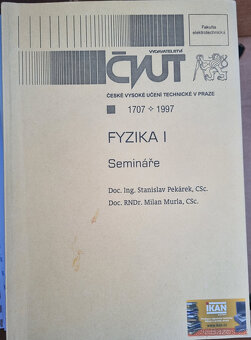 Fakulta
elektrotechnická
VYDAVATELSTVÍ
ČVUT
ČESKÉ VYSOKÉ UČENÍ TECHNICKÉ V PRAZE
1707 ✧ 1997
FYZIKA I
Semináře
Doc. Ing. Stanislav Pekárek, CSc.
Doc. RNDr. Milan Murla, CSc.
IKAN